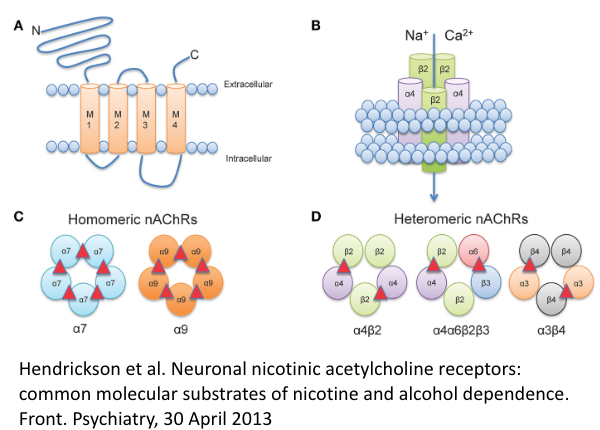 A
N
C
Extracellular
M 1
M 2
M 3
M 4
Intracellular
B
Na+ Ca2+
β2 β2
α4 β2 α4
C Homomeric nAChRs
α7 α7
α7 α7
α7
α7
α9 α9
α9 α9
α9
α9
D Heteromeric nAChRs
β2 β2
α4 α4
β2
α4β2
β2 α6
α4 β3
β2
α4α6β2β3
β4 β4
α3 α3
β4
α3β4
Hendrickson et al. Neuronal nicotinic acetylcholine receptors:
common molecular substrates of nicotine and alcohol dependence.
Front. Psychiatry, 30 April 2013